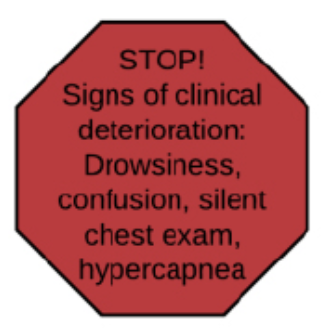 STOP!
Signs of clinical
deterioration:
Drowsiness,
confusion, silent
chest exam,
hypercapnea